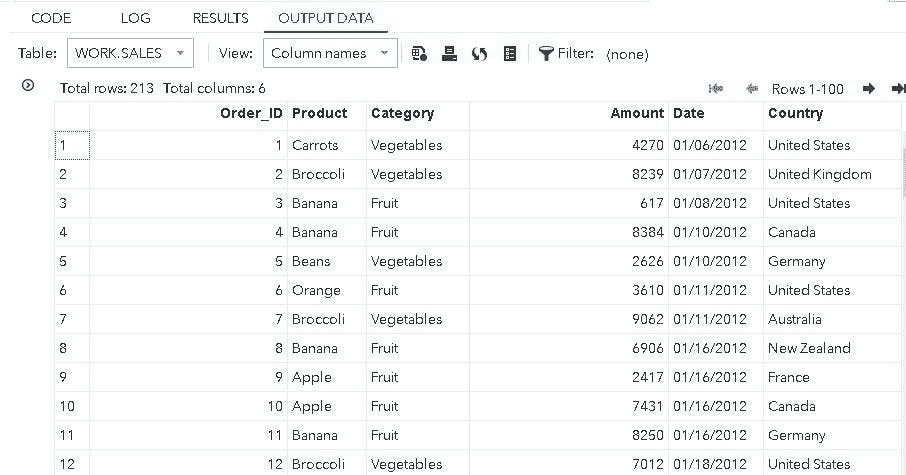 CODE LOG RESULTS OUTPUT DATA
Table: WORK.SALES View: Column names Filter: (none)
Total rows: 213 Total columns: 6 Rows 1-100
Order_ID Product Category Amount Date Country
1 1 Carrots Vegetables 4270 01/06/2012 United States
2 2 Broccoli Vegetables 8239 01/07/2012 United Kingdom
3 3 Banana Fruit 617 01/08/2012 United States
4 4 Banana Fruit 8384 01/10/2012 Canada
5 5 Beans Vegetables 2626 01/10/2012 Germany
6 6 Orange Fruit 3610 01/11/2012 United States
7 7 Broccoli Vegetables 9062 01/11/2012 Australia
8 8 Banana Fruit 6906 01/16/2012 New Zealand
9 9 Apple Fruit 2417 01/16/2012 France
10 10 Apple Fruit 7431 01/16/2012 Canada
11 11 Banana Fruit 8250 01/16/2012 Germany
12 12 Broccoli Vegetables 7012 01/18/2012 United States